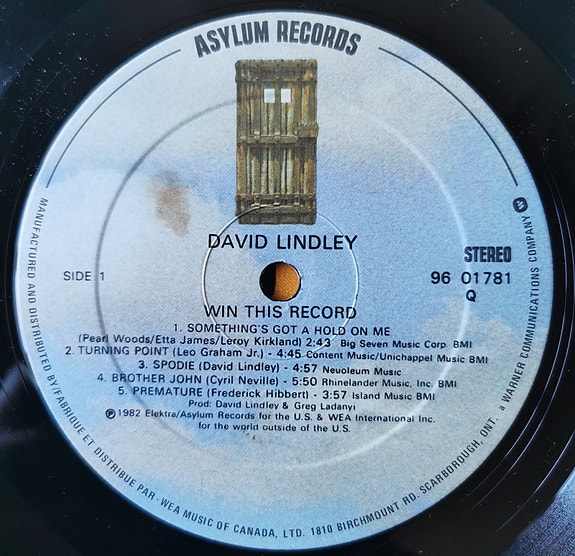 ASYLUM RECORDS
DAVID LINDLEY
STEREO
SIDE 1
96 01781
Q
WIN THIS RECORD
1. SOMETHING'S GOT A HOLD ON ME
(Pearl Woods/Etta James/Leroy Kirkland) 2:43 Big Seven Music Corp. BMI
2. TURNING POINT (Leo Graham Jr.) - 4:45 Content Music/Unichappel Music BMI
3. SPODIE (David Lindley) - 4:57 Neuoleum Music
4. BROTHER JOHN (Cyril Neville) - 5:50 Rhinelander Music, Inc. BMI
5. PREMATURE (Frederick Hibbert) - 3:57 Island Music BMI
Prod: David Lindley & Greg Ladanyi
Ⓟ1982 Elektra/Asylum Records for the U.S. & WEA International Inc.
for the world outside of the U.S.
MANUFACTURED AND DISTRIBUTED BY/FABRIQUE ET DISTRIBUE PAR-WEA MUSIC OF CANADA, LTD. 1810 BIRCHMOUNT RD. SCARBOROUGH, ONT. a WARNER COMMUNICATIONS COMPANY